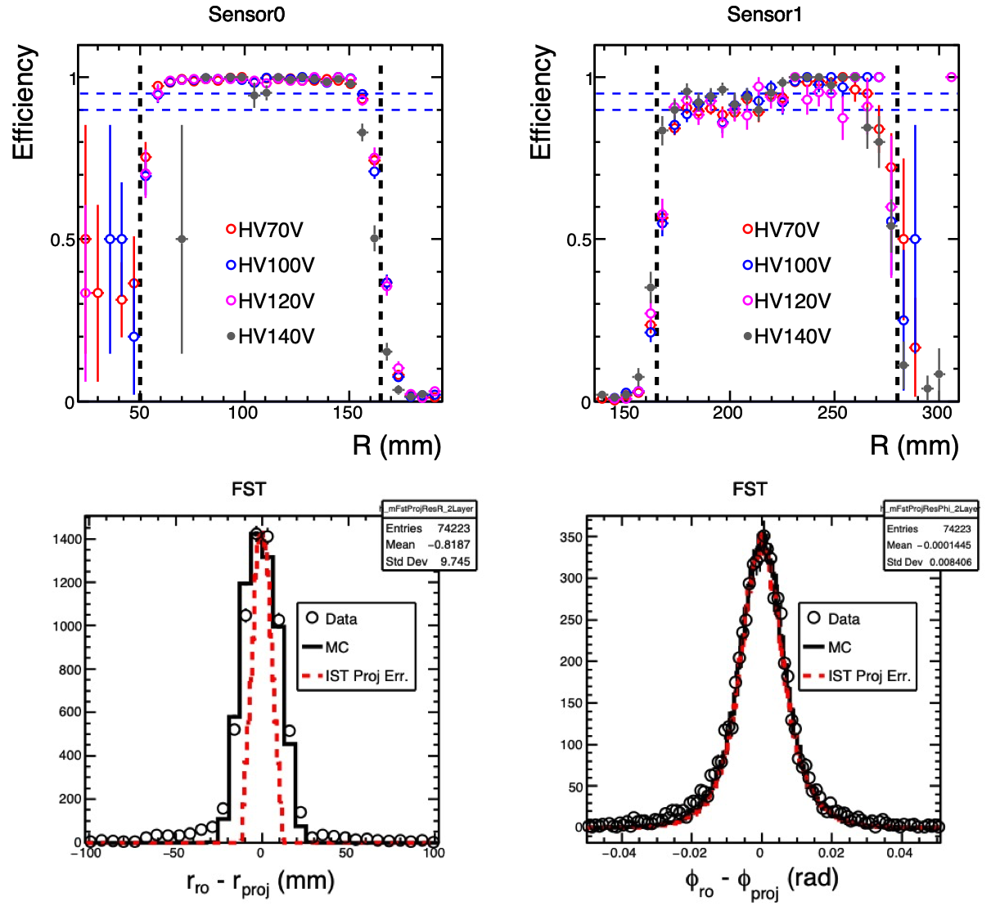 Sensor0
Efficiency
1
0.5
0
HV70V
HV100V
HV120V
HV140V
50
100
150
R (mm)
Sensor1
Efficiency
1
0.5
0
HV70V
HV100V
HV120V
HV140V
150
200
250
300
R (mm)
FST
_mFstProjResR_2Layer
Entries 74223
Mean −0.8187
Std Dev 9.745
1400
1200
1000
800
600
400
200
0
Data
MC
IST Proj Err.
−100
−50
0
50
100
r_ro - r_proj (mm)
FST
_mFstProjResPhi_2Layer
Entries 74223
Mean −0.0001445
Std Dev 0.008406
350
300
250
200
150
100
50
0
Data
MC
IST Proj Err.
−0.04
−0.02
0
0.02
0.04
ϕ_ro - ϕ_proj (rad)